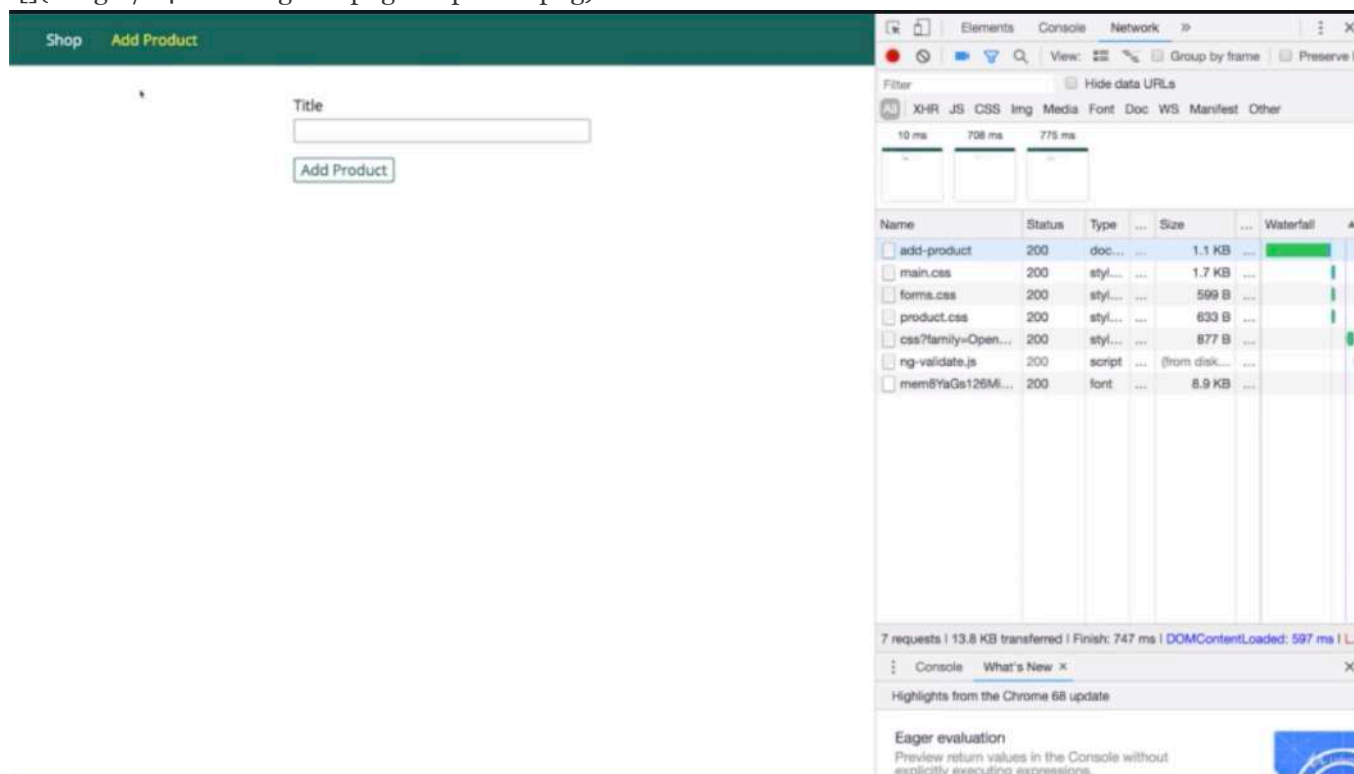 Shop Add Product
Title
Add Product
Elements Console Network »
View: Group by frame Preserve
Filter Hide data URLs
All XHR JS CSS Img Media Font Doc WS Manifest Other
10 ms 708 ms 775 ms
Name Status Type ... Size ... Waterfall
add-product 200 doc... ... 1.1 KB ...
main.css 200 styl... ... 1.7 KB ...
forms.css 200 styl... ... 599 B ...
product.css 200 styl... ... 633 B ...
css?family=Open... 200 styl... ... 877 B ...
ng-validate.js 200 script ... (from disk... ...
mem8YaGs126Mi... 200 font ... 8.9 KB ...
7 requests | 13.8 KB transferred | Finish: 747 ms | DOMContentLoaded: 597 ms | L
Console What's New ×
Highlights from the Chrome 68 update
Eager evaluation
Preview return values in the Console without
explicitly executing expressions.